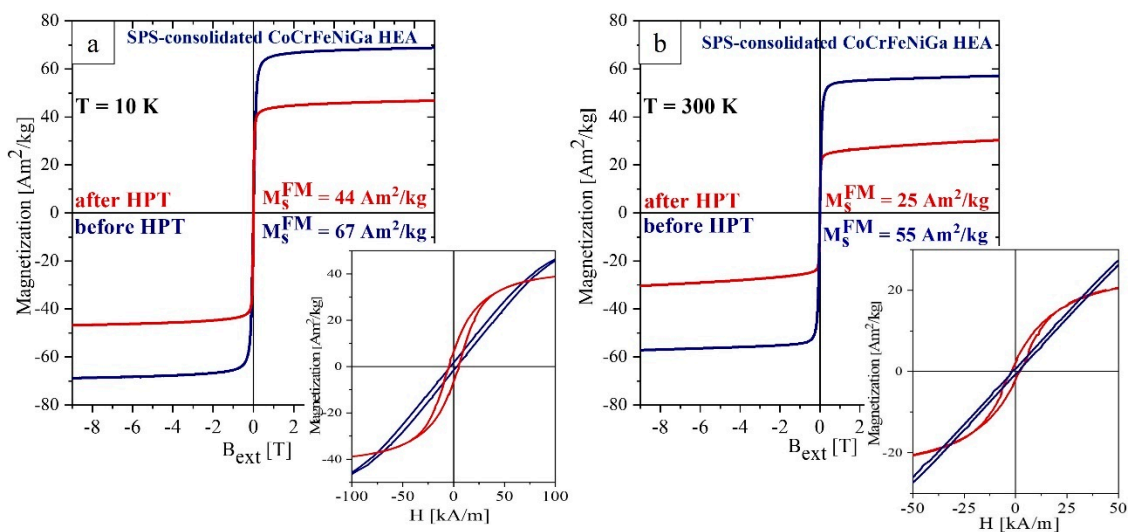 a
SPS-consolidated CoCrFeNiGa HEA
T = 10 K
after HPT
M_s^FM = 44 Am²/kg
before HPT
M_s^FM = 67 Am²/kg
Magnetization [Am²/kg]
80
60
40
20
0
-20
-40
-60
-80
-8 -6 -4 -2 0 2
B_ext [T]
Magnetization [Am²/kg]
40
20
0
-20
-40
-100 -50 0 50 100
H [kA/m]
b
SPS-consolidated CoCrFeNiGa HEA
T = 300 K
after HPT
M_s^FM = 25 Am²/kg
before HPT
M_s^FM = 55 Am²/kg
Magnetization [Am²/kg]
80
60
40
20
0
-20
-40
-60
-80
-8 -6 -4 -2 0 2
B_ext [T]
Magnetization [Am²/kg]
20
0
-20
-50 -25 0 25 50
H [kA/m]